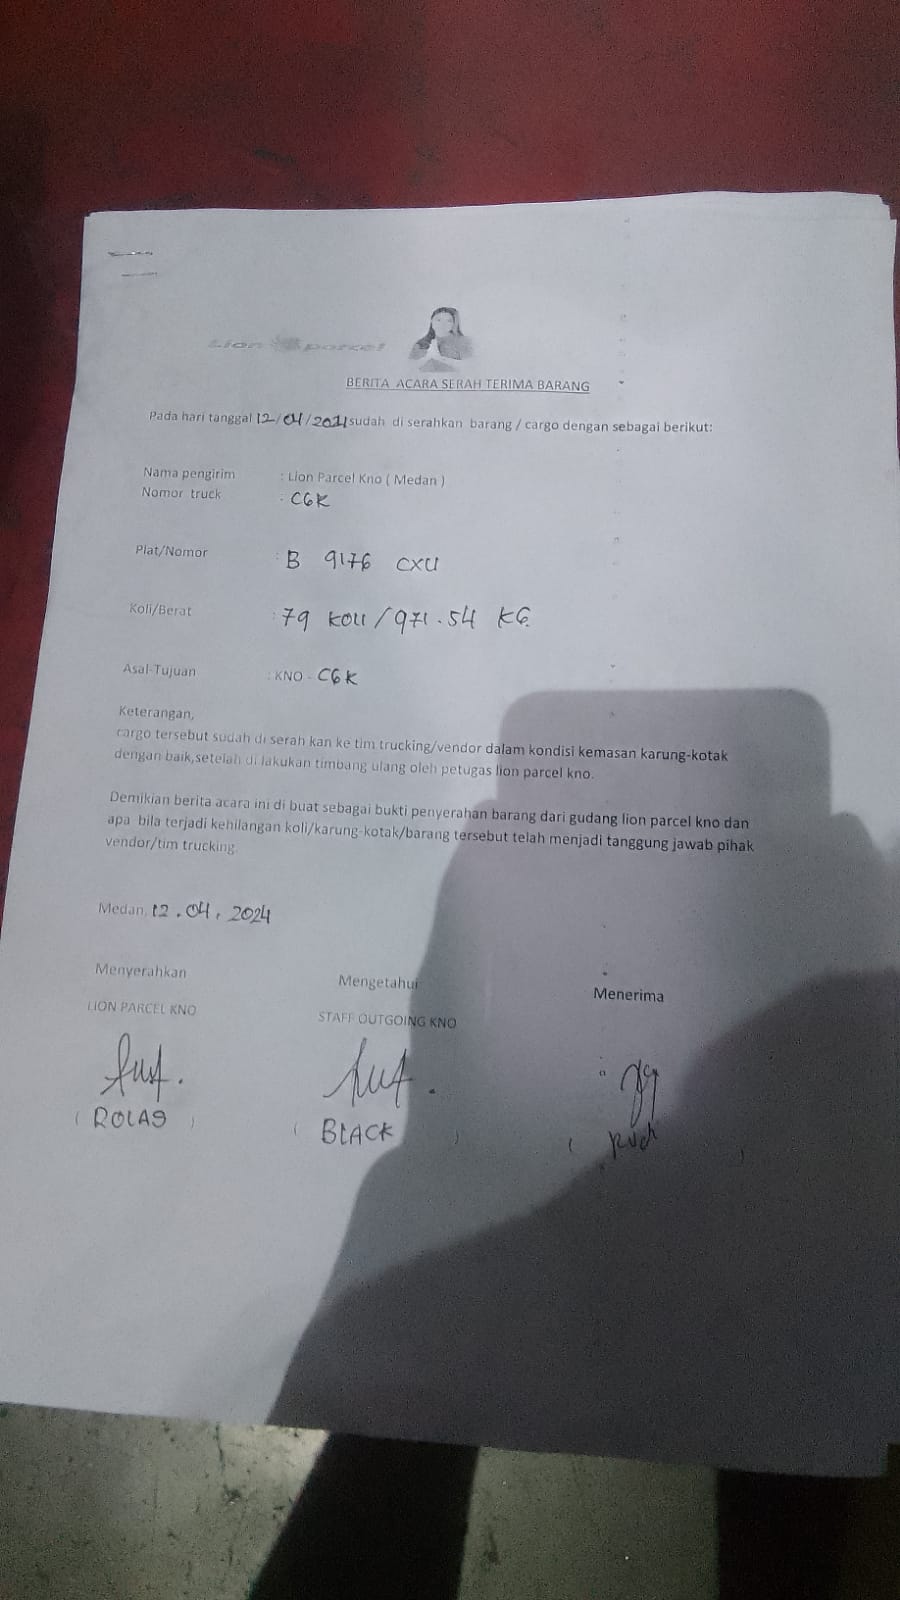 Lion parcel
BERITA ACARA SERAH TERIMA BARANG
Pada hari tanggal 12/04/2021 sudah di serahkan barang / cargo dengan sebagai berikut:
Nama pengirim : Lion Parcel Kno ( Medan )
Nomor truck : CGK
Plat/Nomor : B 9176 CXU
Koli/Berat : 79 KOLI / 971.54 KG.
Asal-Tujuan : KNO - CGK
Keterangan,
cargo tersebut sudah di serah kan ke tim trucking/vendor dalam kondisi kemasan karung-kotak
dengan baik,setelah di lakukan timbang ulang oleh petugas lion parcel kno.
Demikian berita acara ini di buat sebagai bukti penyerahan barang dari gudang lion parcel kno dan
apa bila terjadi kehilangan koli/karung-kotak/barang tersebut telah menjadi tanggung jawab pihak
vendor/tim trucking.
Medan, 12 . 04 , 2024
Menyerahkan Mengetahui Menerima
LION PARCEL KNO STAFF OUTGOING KNO
( ROLAS ) ( BLACK ) ( )